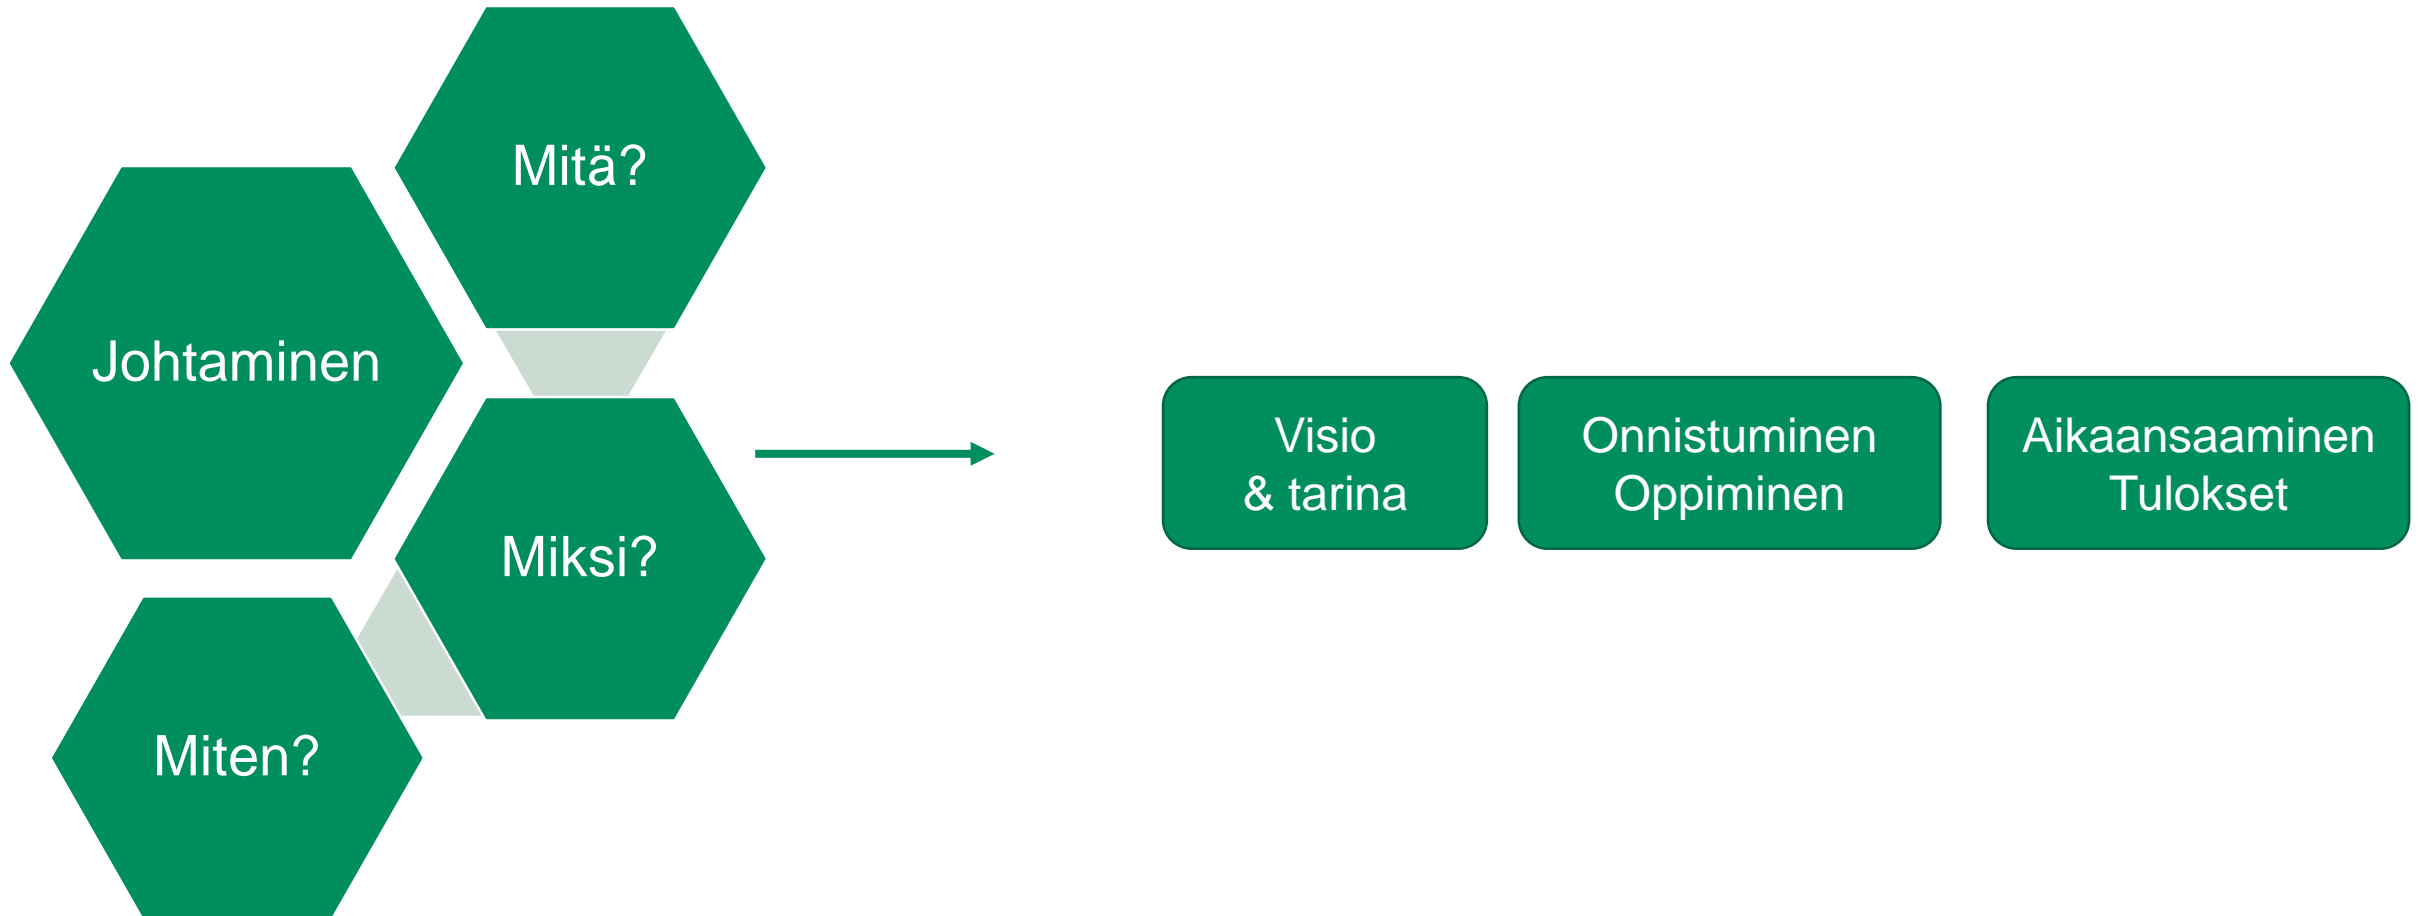 Mitä?
Johtaminen
Miksi?
Miten?
Visio
& tarina
Onnistuminen
Oppiminen
Aikaansaaminen
Tulokset